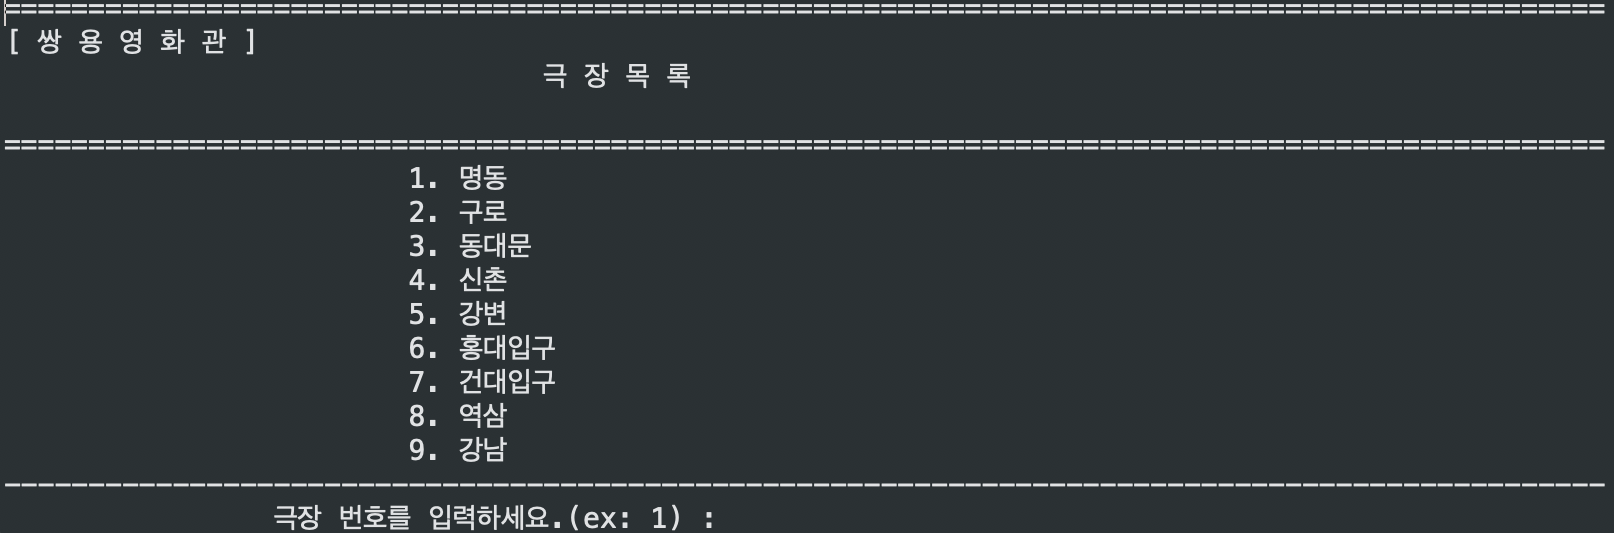 ===============================================================================================
[ 쌍 용 영 화 관 ]
극 장 목 록
===============================================================================================
1. 명동
2. 구로
3. 동대문
4. 신촌
5. 강변
6. 홍대입구
7. 건대입구
8. 역삼
9. 강남
-----------------------------------------------------------------------------------------------
극장 번호를 입력하세요.(ex: 1) :